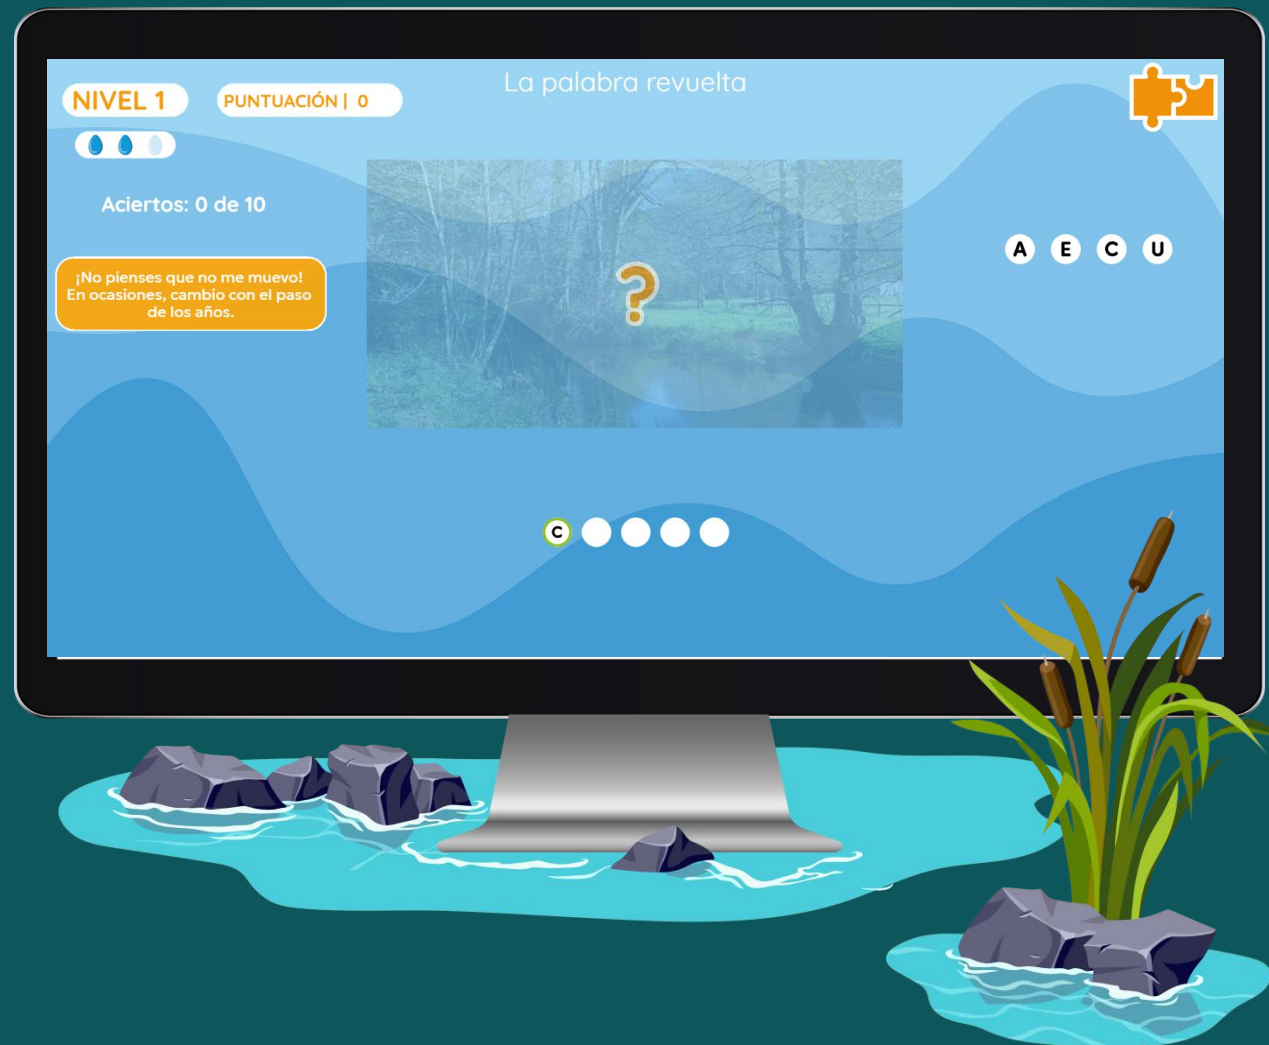 La palabra revuelta
NIVEL 1
PUNTUACIÓN | 0
Aciertos: 0 de 10
¡No pienses que no me muevo!
En ocasiones, cambio con el paso
de los años.
?
A E C U
C